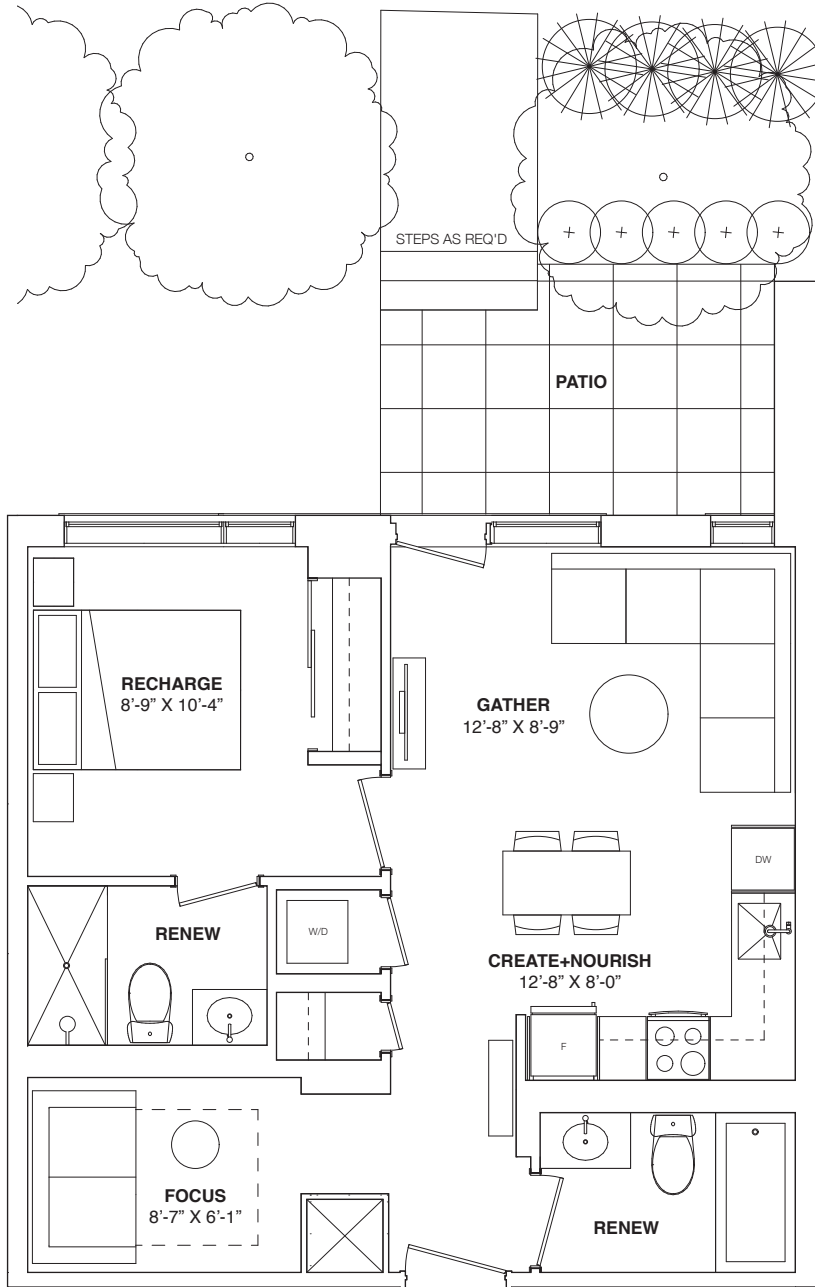 STEPS AS REQ'D
PATIO
RECHARGE
8’-9” X 10’-4”
GATHER
12’-8” X 8’-9”
DW
RENEW
W/D
CREATE+NOURISH
12’-8” X 8’-0”
F
FOCUS
8’-7” X 6’-1”
RENEW